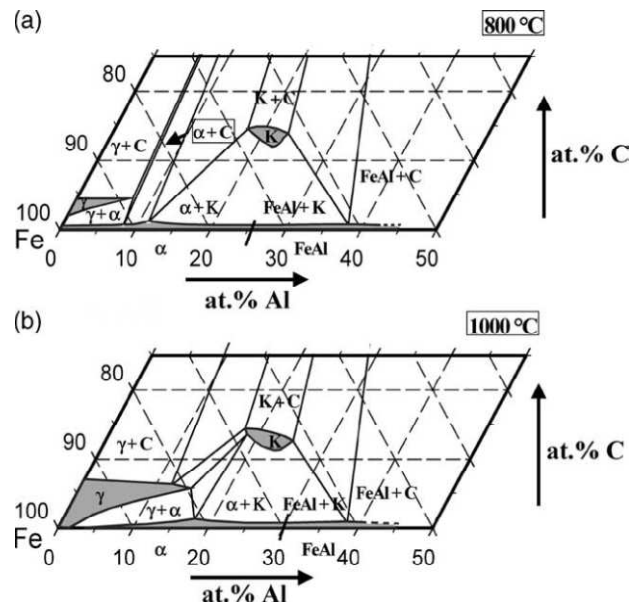 (a)
800 °C
80
K+C
γ+C
α+C
K
at.% C
90
FeAl+C
γ+α
α+K
FeAl+K
100
Fe
0
10
20
30
40
50
α
FeAl
at.% Al
(b)
1000 °C
80
K+C
γ+C
K
at.% C
90
γ
γ+α
α+K
FeAl+K
FeAl+C
100
Fe
0
10
20
30
40
50
α
FeAl
at.% Al